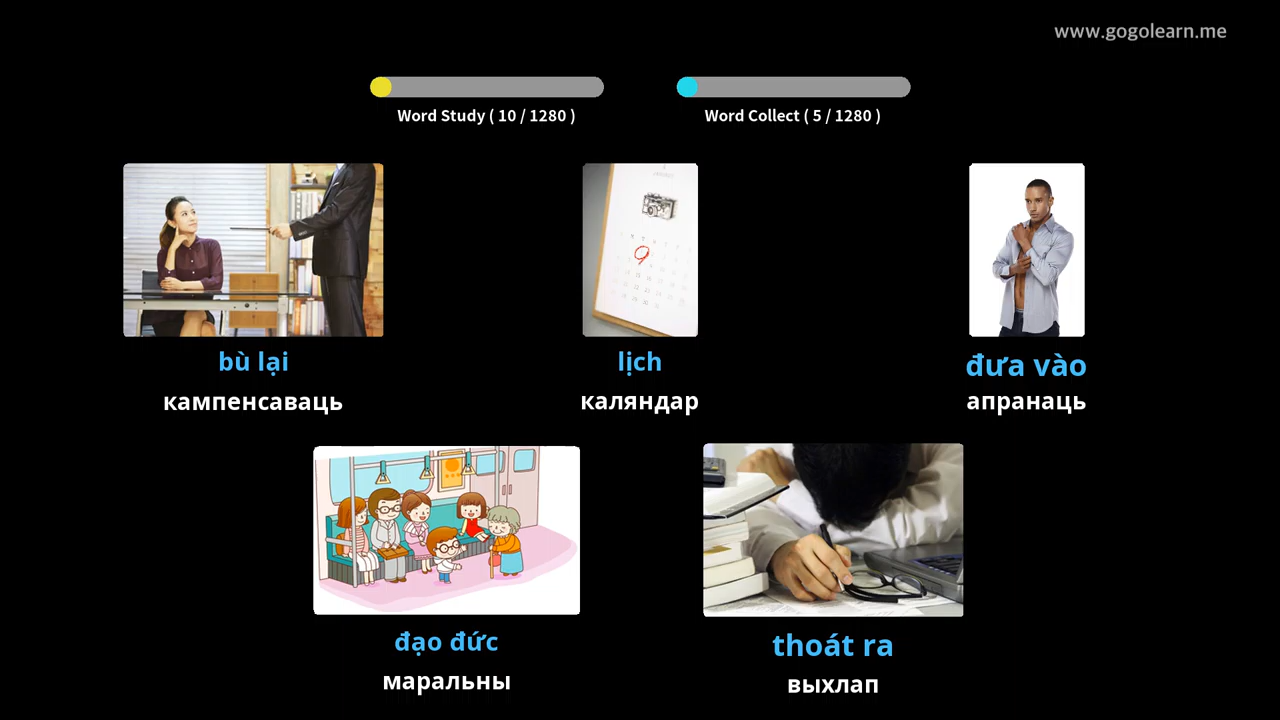 www.gogolearn.me
Word Study ( 10 / 1280 )
Word Collect ( 5 / 1280 )
bù lại
кампенсаваць
lịch
каляндар
đưa vào
апранаць
đạo đức
маральны
thoát ra
выхлап